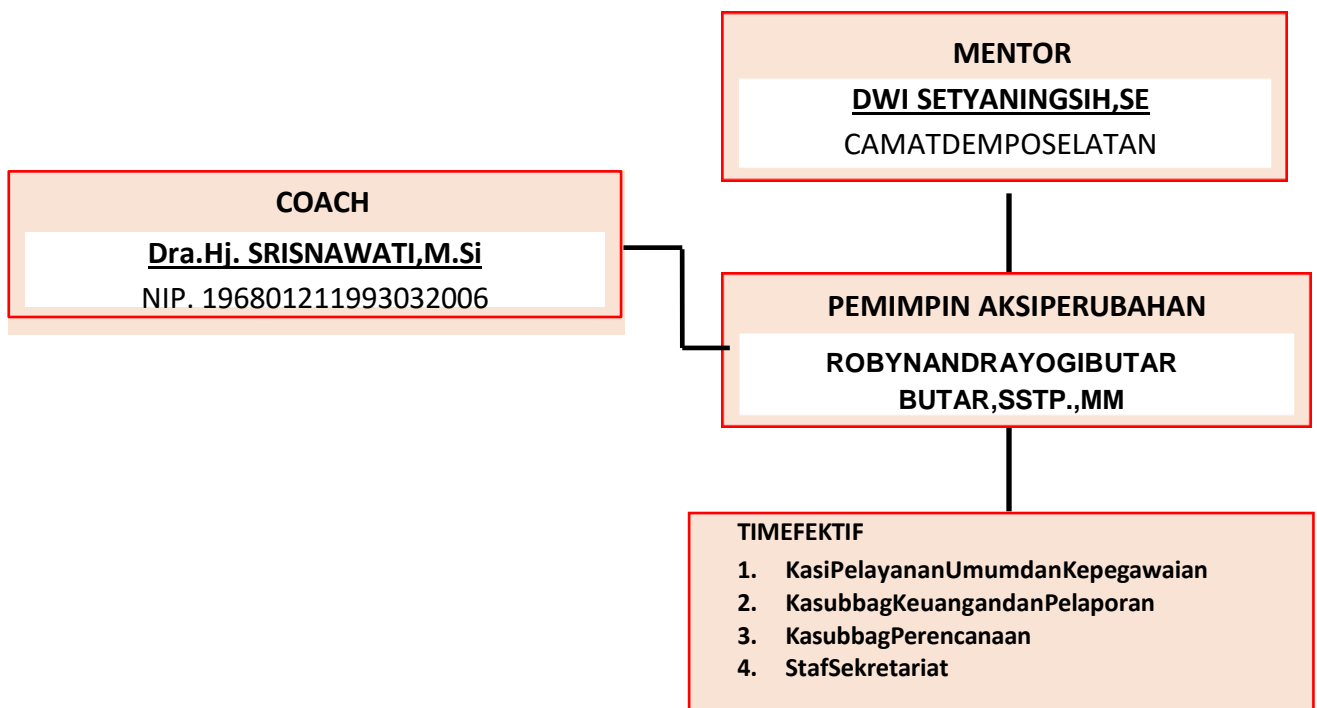 MENTOR
DWI SETYANINGSIH,SE
CAMATDEMPOSELATAN
COACH
Dra.Hj. SRISNAWATI,M.Si
NIP. 196801211993032006
PEMIMPIN AKSIPERUBAHAN
ROBYNANDRAYOGIBUTAR
BUTAR,SSTP.,MM
TIMEFEKTIF
1. KasiPelayananUmumdanKepegawaian
2. KasubbagKeuangandanPelaporan
3. KasubbagPerencanaan
4. StafSekretariat